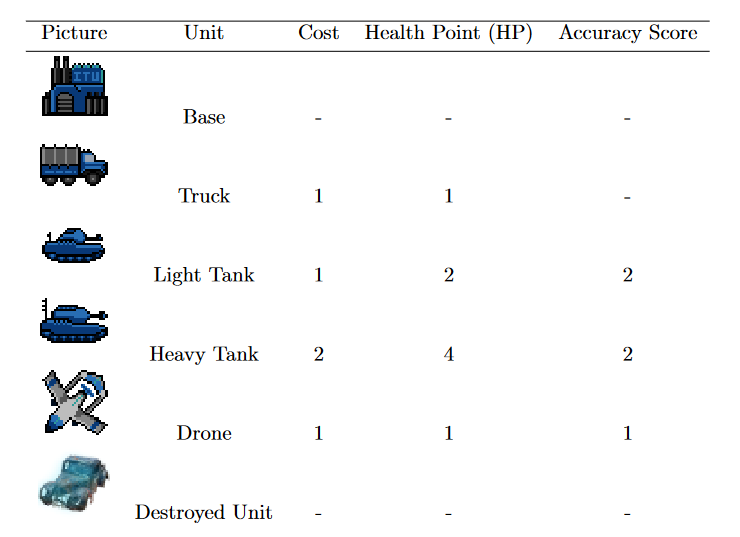 Picture Unit Cost Health Point (HP) Accuracy Score
ITU
Base - - -
Truck 1 1 -
Light Tank 1 2 2
Heavy Tank 2 4 2
Drone 1 1 1
Destroyed Unit - - -